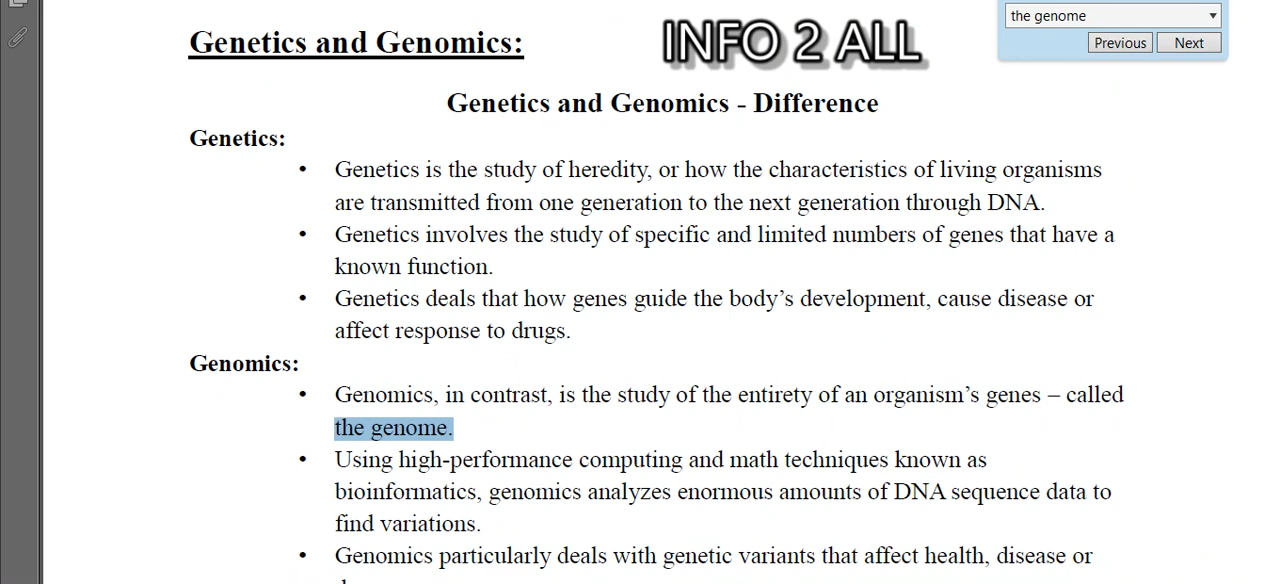 Genetics and Genomics:
INFO 2 ALL
the genome
Previous Next
Genetics and Genomics - Difference
Genetics:
• Genetics is the study of heredity, or how the characteristics of living organisms
are transmitted from one generation to the next generation through DNA.
• Genetics involves the study of specific and limited numbers of genes that have a
known function.
• Genetics deals that how genes guide the body’s development, cause disease or
affect response to drugs.
Genomics:
• Genomics, in contrast, is the study of the entirety of an organism’s genes – called
the genome.
• Using high-performance computing and math techniques known as
bioinformatics, genomics analyzes enormous amounts of DNA sequence data to
find variations.
• Genomics particularly deals with genetic variants that affect health, disease or